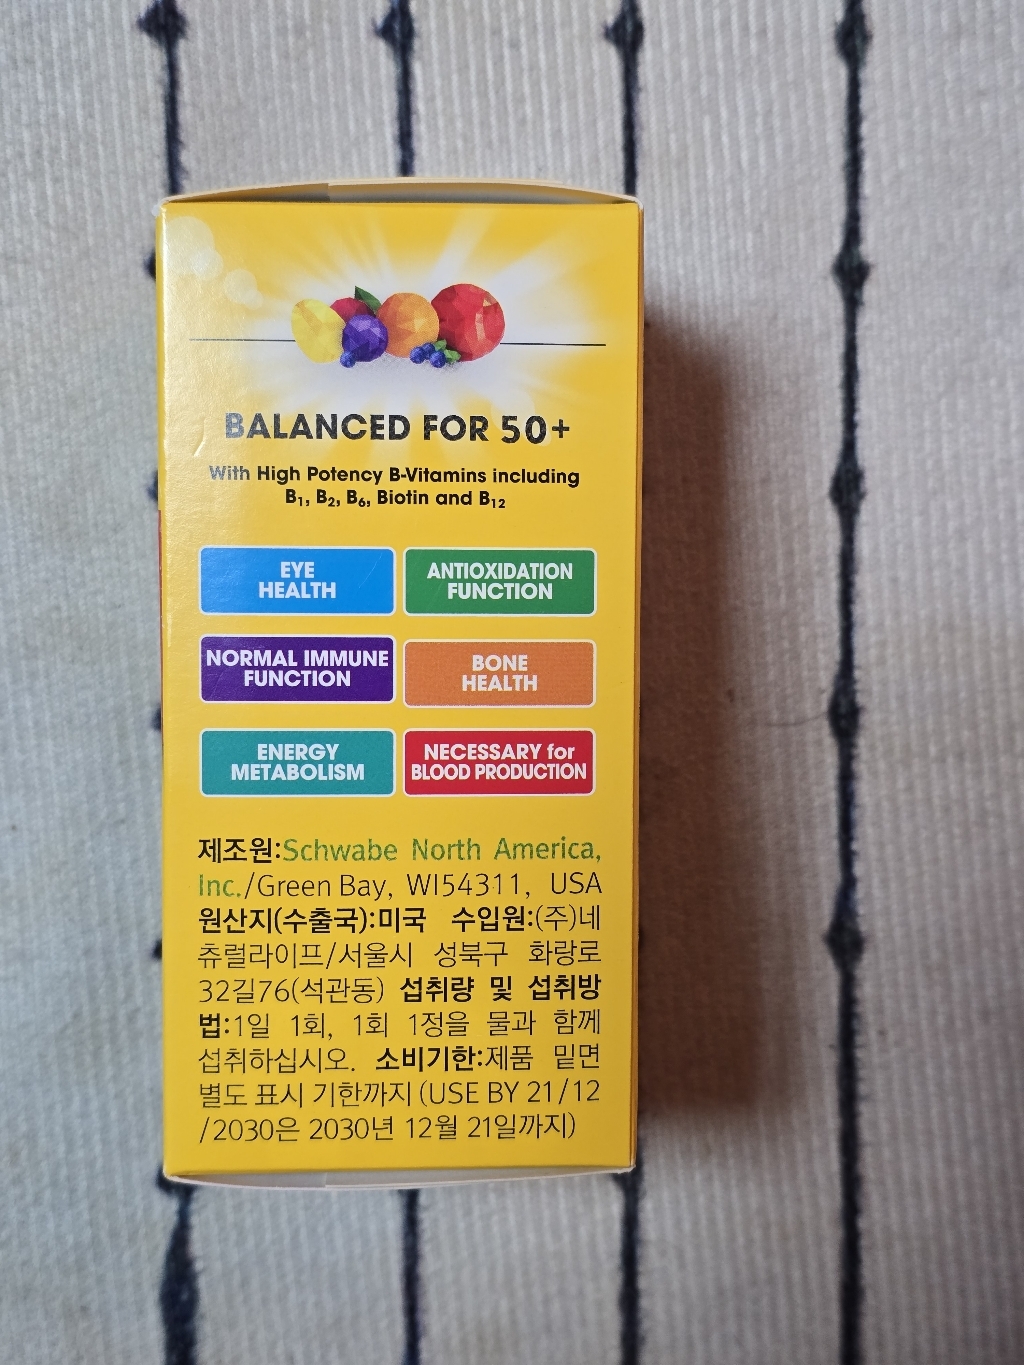 BALANCED FOR 50+
With High Potency B-Vitamins including
B₁, B₂, B₆, Biotin and B₁₂
EYE
HEALTH
ANTIOXIDATION
FUNCTION
NORMAL IMMUNE
FUNCTION
BONE
HEALTH
ENERGY
METABOLISM
NECESSARY for
BLOOD PRODUCTION
제조원:Schwabe North America,
Inc./Green Bay, WI54311, USA
원산지(수출국):미국 수입원:(주)네
츄럴라이프/서울시 성북구 화랑로
32길76(석관동) 섭취량 및 섭취방
법:1일 1회, 1회 1정을 물과 함께
섭취하십시오. 소비기한:제품 밑면
별도 표시 기한까지 (USE BY 21/12
/2030은 2030년 12월 21일까지)